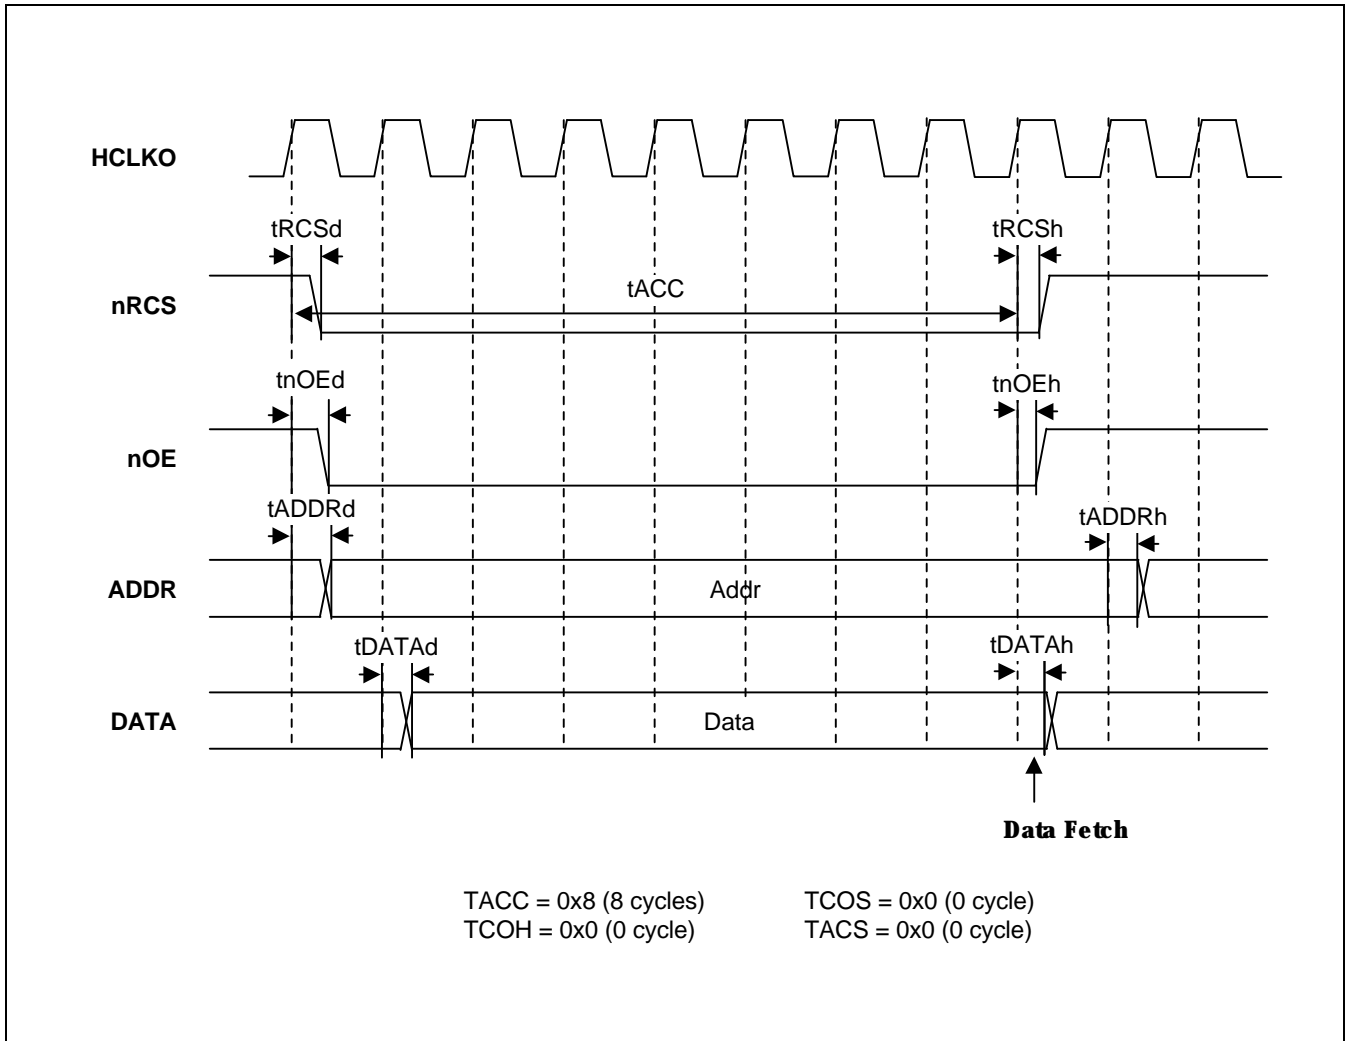 HCLKO
tRCSd
tRCSh
nRCS
tACC
tnOEd
tnOEh
nOE
tADDRd
tADDRh
ADDR
Addr
tDATAd
tDATAh
DATA
Data
Data Fetch
TACC = 0x8 (8 cycles)
TCOS = 0x0 (0 cycle)
TCOH = 0x0 (0 cycle)
TACS = 0x0 (0 cycle)